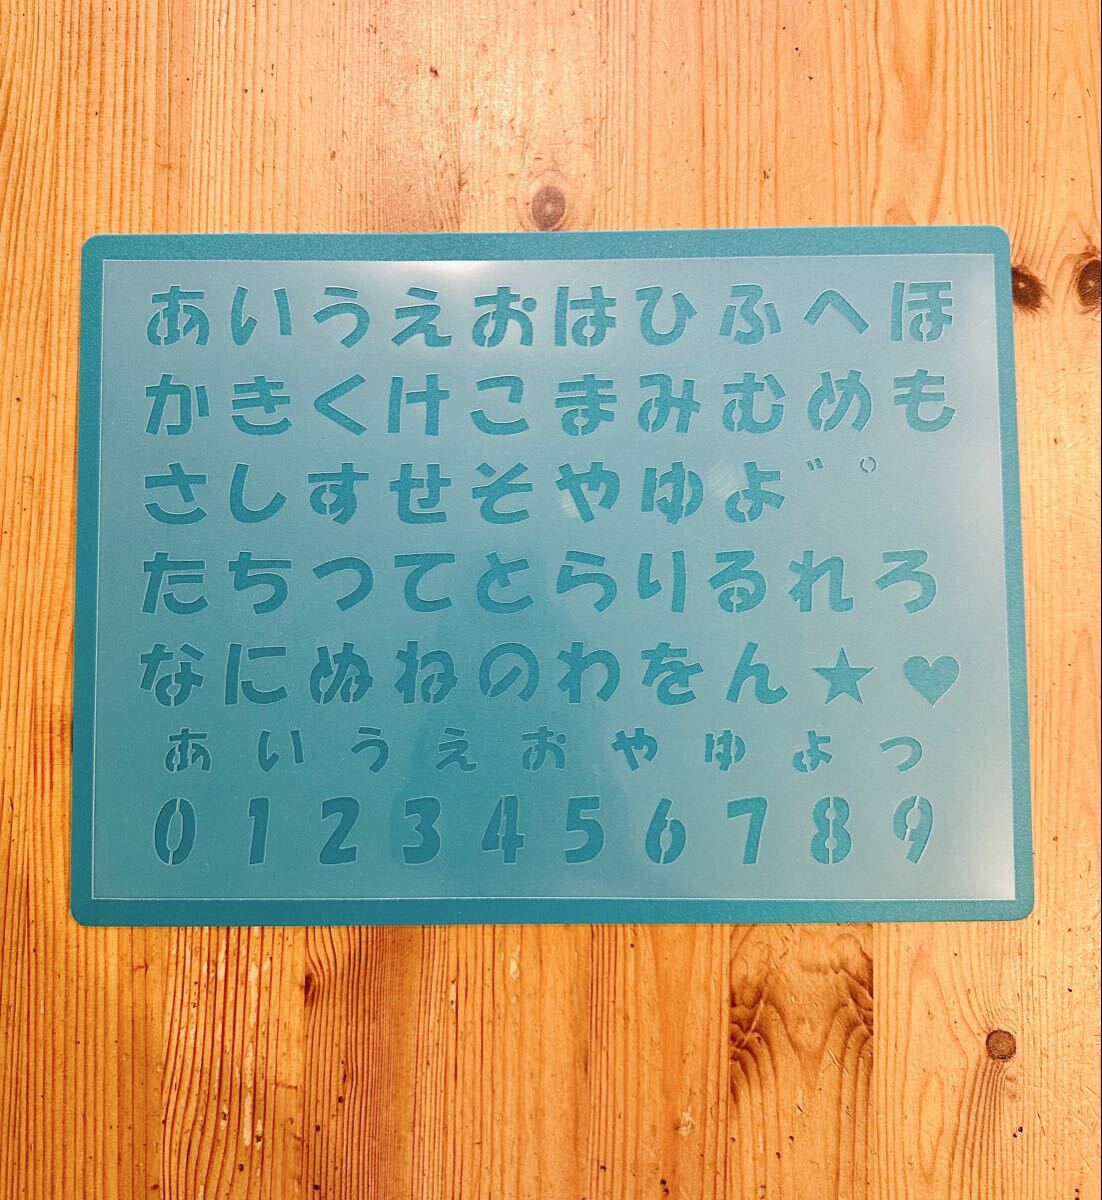 あいうえおはひふへほ
かきくけこまみむめも
さしすせそやゆよ゛゜
たちつてとらりるれろ
なにぬねのわをん★♥
ぁぃぅぇぉゃゅょっ
0123456789